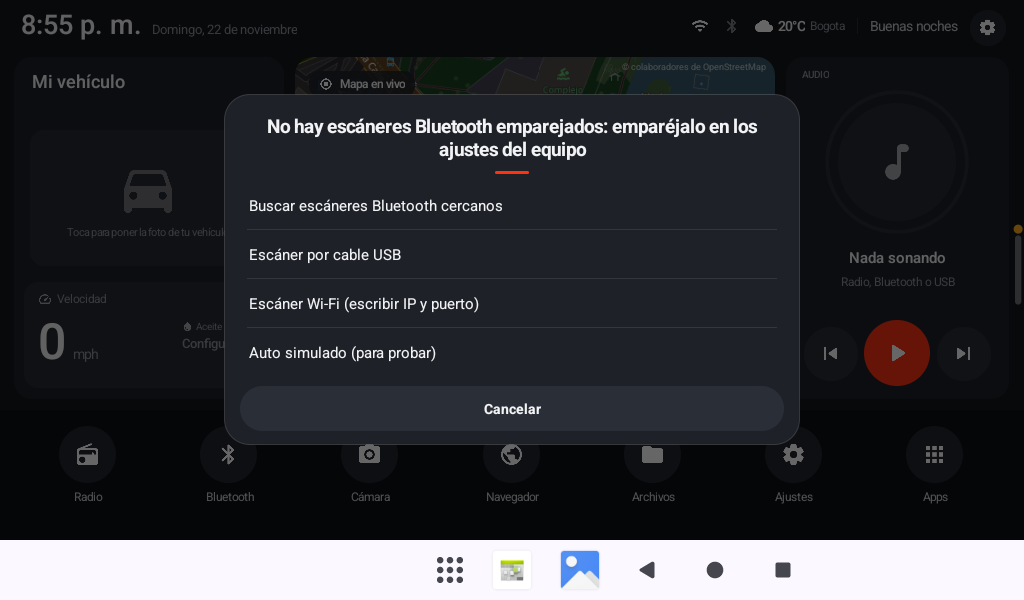 8:55 p. m. Domingo, 22 de noviembre
20°C Bogota Buenas noches
Mi vehículo
© colaboradores de OpenStreetMap
Mapa en vivo
Complejo
AUDIO
No hay escáneres Bluetooth emparejados: emparéjalo en los
ajustes del equipo
Buscar escáneres Bluetooth cercanos
Escáner por cable USB
Escáner Wi-Fi (escribir IP y puerto)
Auto simulado (para probar)
Cancelar
Toca para poner la foto de tu
Velocidad
0 mph
Aceite
Nada sonando
Radio, Bluetooth o USB
Radio
Bluetooth
Cámara
Navegador
Archivos
Ajustes
Apps